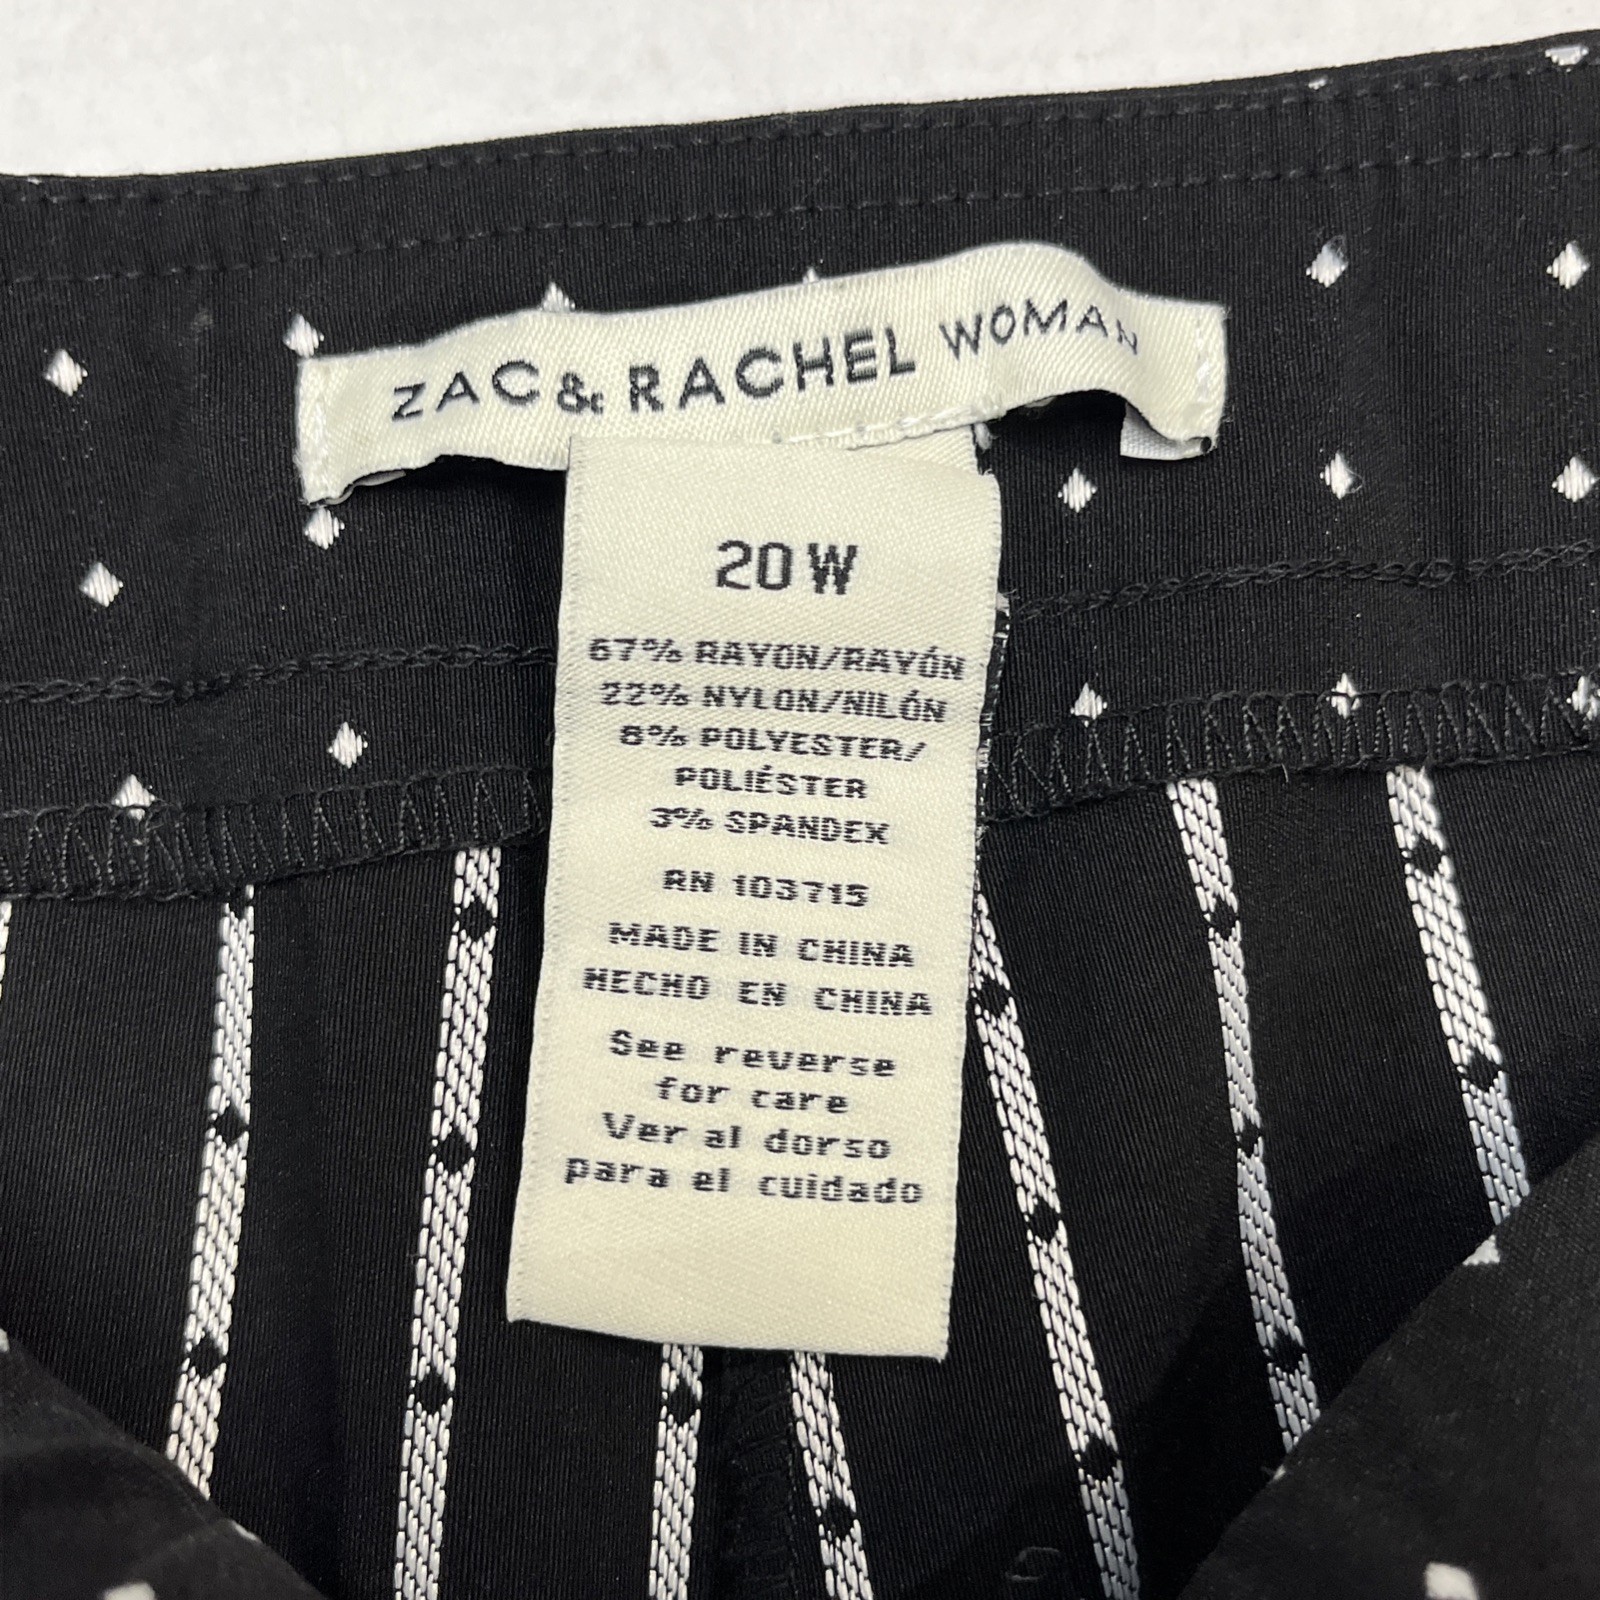 ZAC & RACHEL WOMAN
20 W
67% RAYON/RAYÓN
22% NYLON/NILÓN
8% POLYESTER/
POLIÉSTER
3% SPANDEX
RN 103715
MADE IN CHINA
HECHO EN CHINA
See reverse
for care
Ver al dorso
para el cuidado